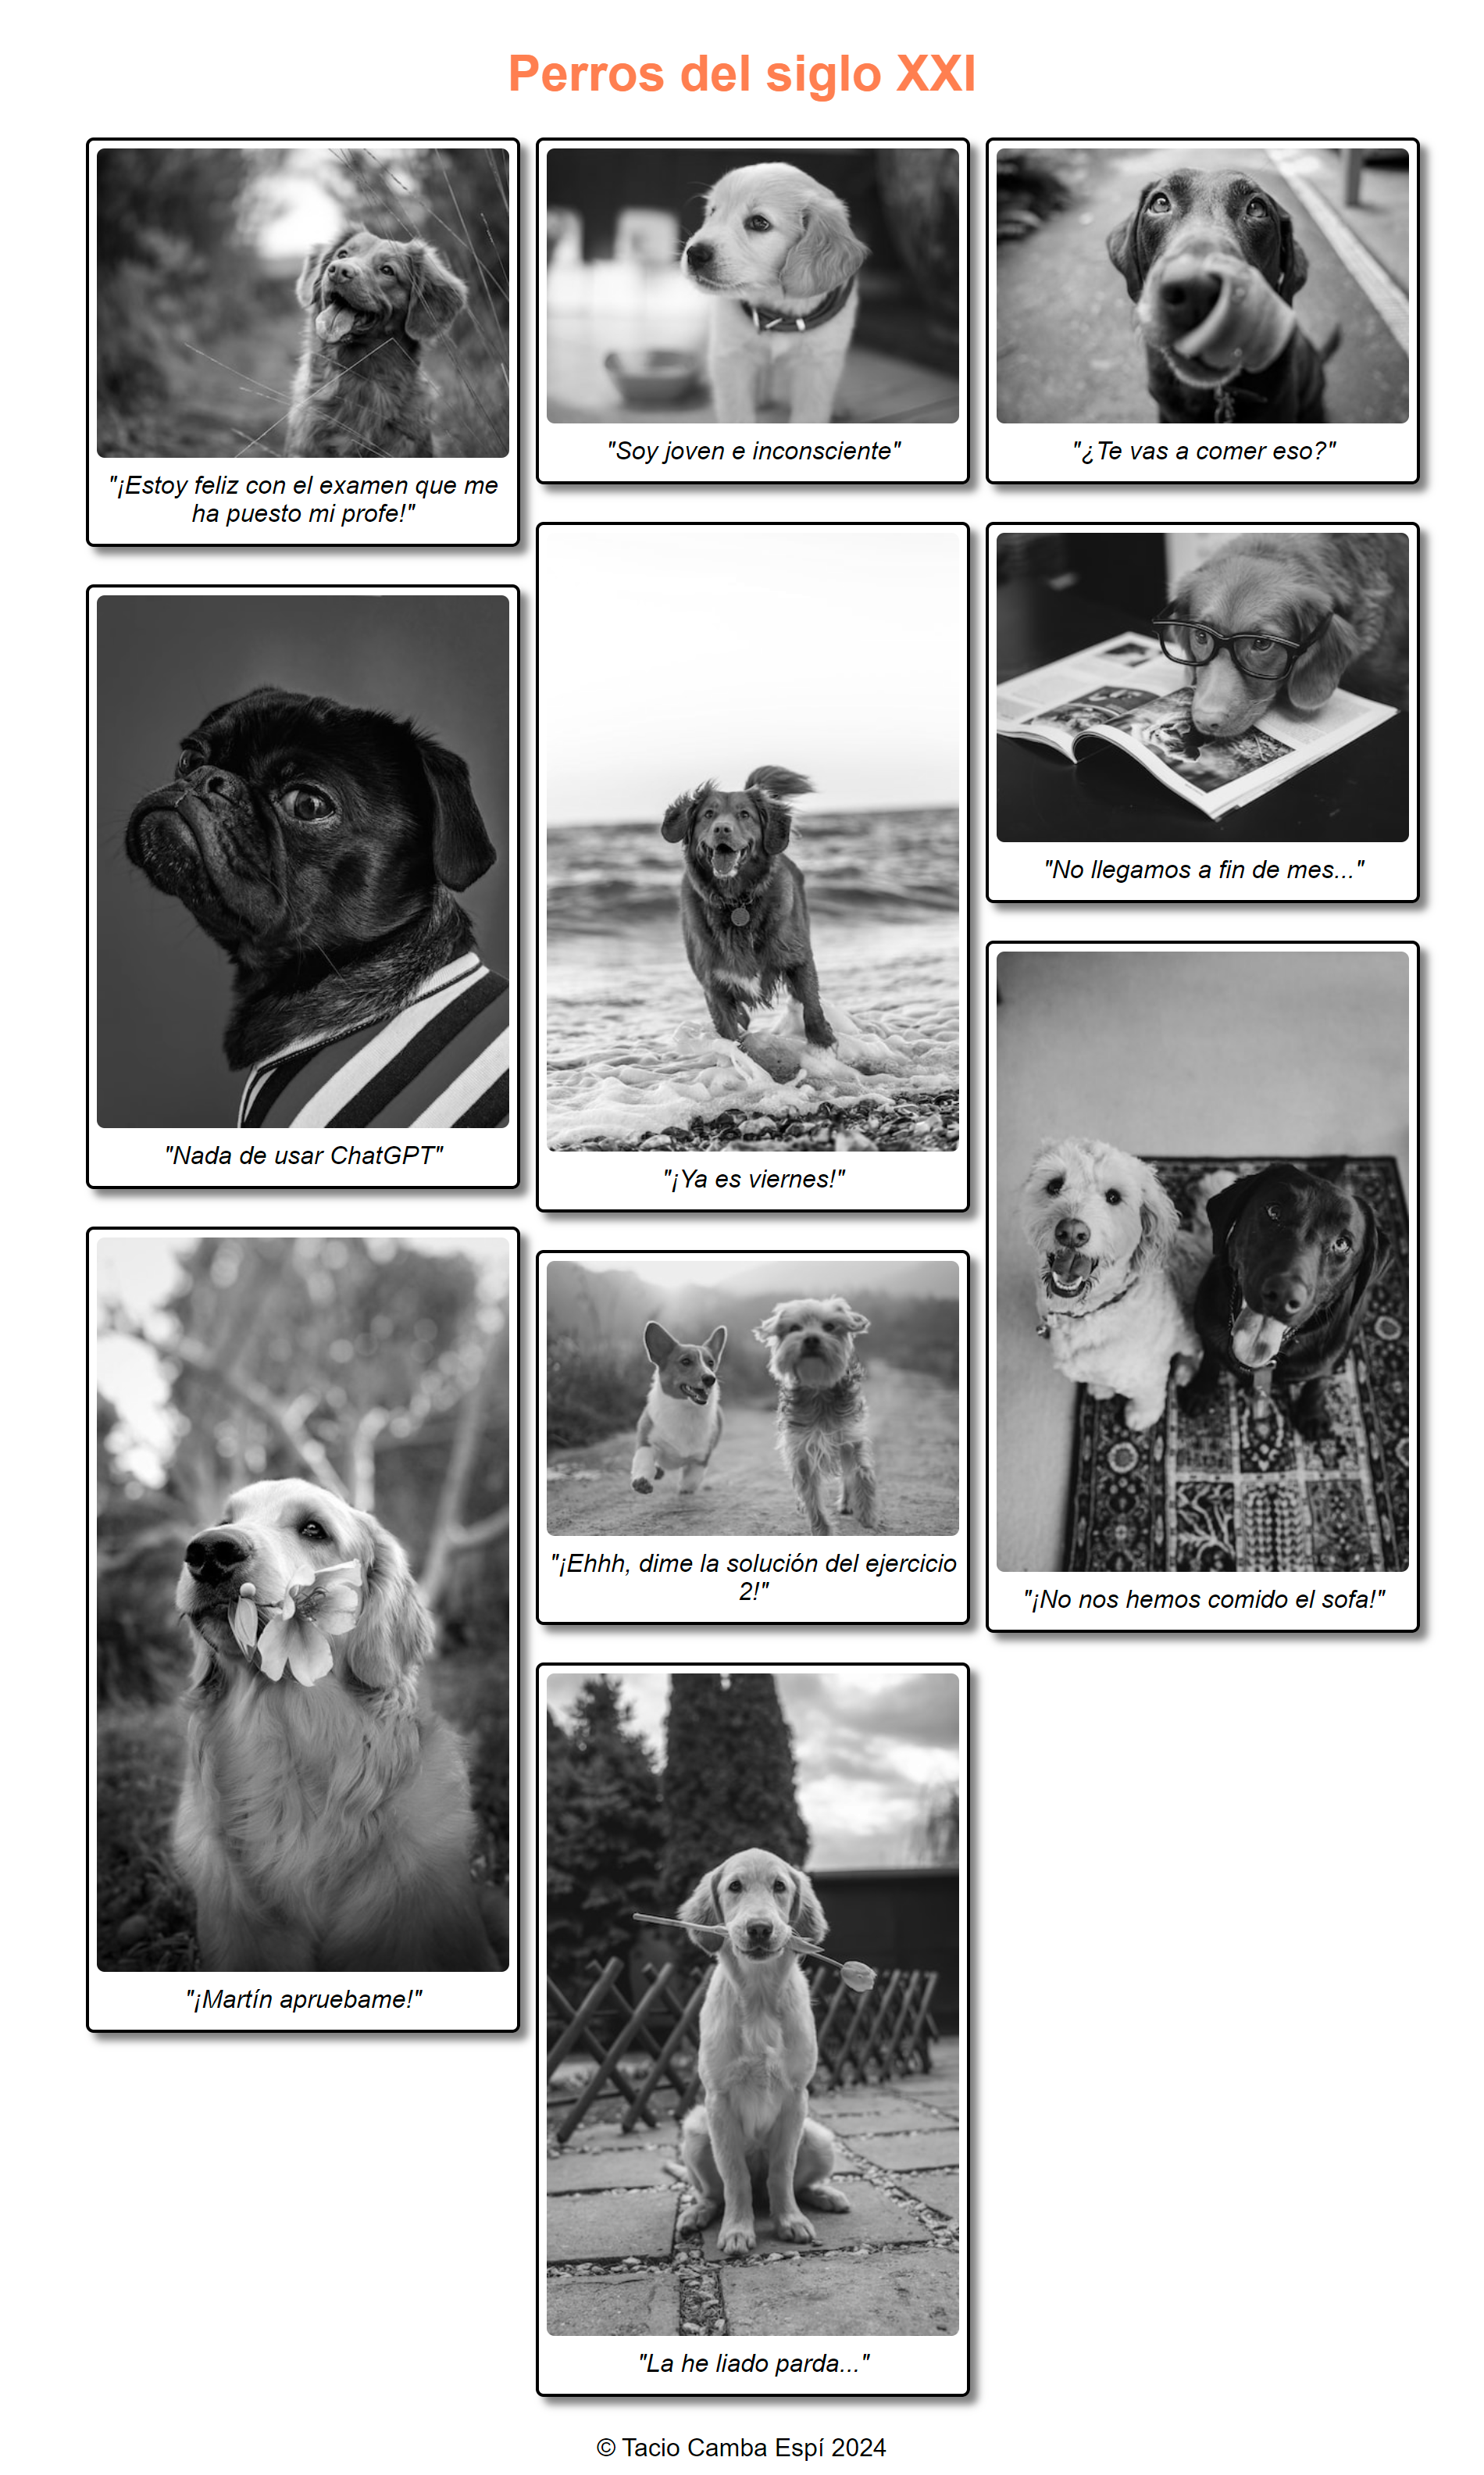 Perros del siglo XXI
"¡Estoy feliz con el examen que me
ha puesto mi profe!"
"Soy joven e inconsciente"
"¿Te vas a comer eso?"
"Nada de usar ChatGPT"
"¡Ya es viernes!"
"No llegamos a fin de mes..."
"¡Martín apruebame!"
"¡Ehhh, dime la solución del ejercicio
2!"
"¡No nos hemos comido el sofa!"
"La he liado parda..."
© Tacio Camba Espí 2024